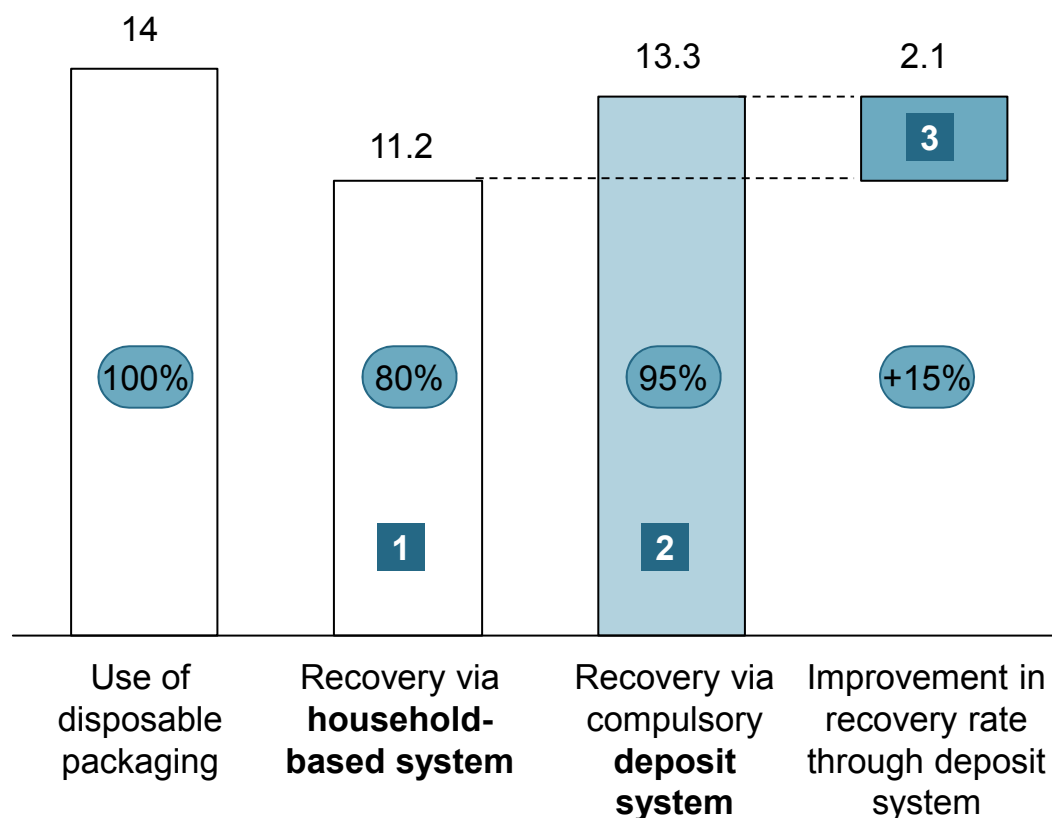 14
11.2
13.3
2.1
3
100%
80%
95%
+15%
1
2
Use of
disposable
packaging
Recovery via
household-
based system
Recovery via
compulsory
deposit
system
Improvement in
recovery rate
through deposit
system